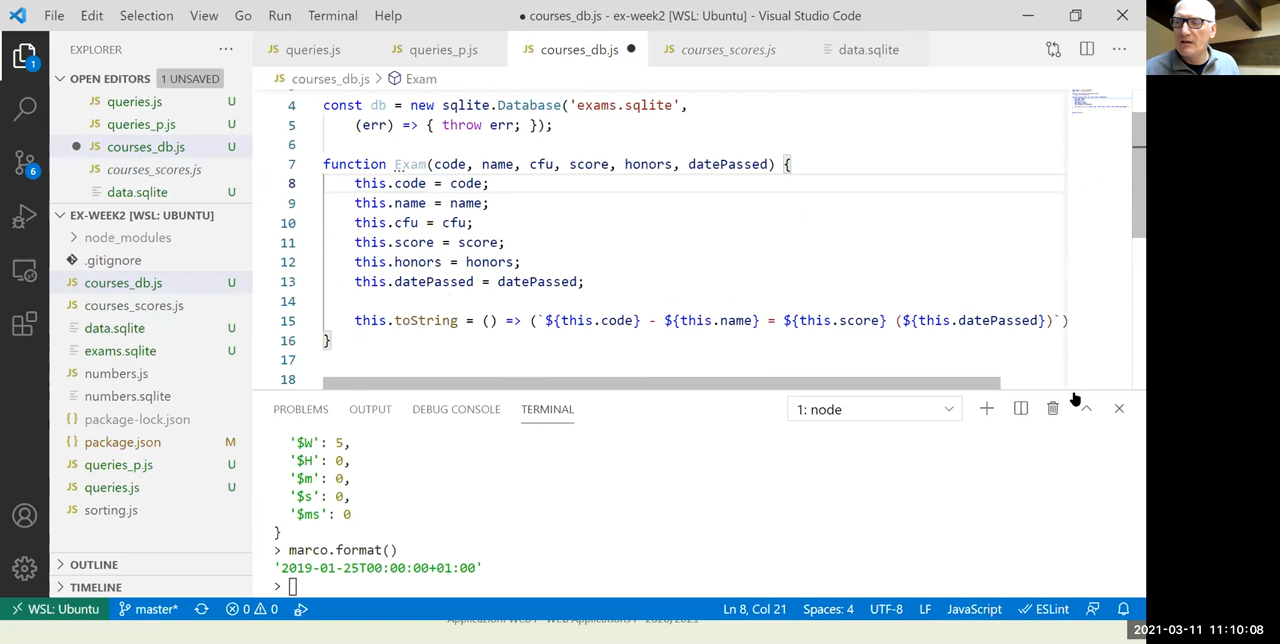 File Edit Selection View Go Run Terminal Help
● courses_db.js - ex-week2 [WSL: Ubuntu] - Visual Studio Code
EXPLORER
OPEN EDITORS 1 UNSAVED
JS queries.js U
JS queries_p.js U
JS courses_db.js U
JS courses_scores.js
data.sqlite U
EX-WEEK2 [WSL: UBUNTU]
node_modules
.gitignore
JS courses_db.js U
JS courses_scores.js
data.sqlite U
exams.sqlite U
JS numbers.js
numbers.sqlite
{} package-lock.json
{} package.json M
JS queries_p.js U
JS queries.js U
JS sorting.js
OUTLINE
TIMELINE
1
6
JS queries.js JS queries_p.js JS courses_db.js JS courses_scores.js data.sqlite
JS courses_db.js > Exam
4 const db = new sqlite.Database('exams.sqlite',
5 (err) => { throw err; });
6
7 function Exam(code, name, cfu, score, honors, datePassed) {
8 this.code = code;
9 this.name = name;
10 this.cfu = cfu;
11 this.score = score;
12 this.honors = honors;
13 this.datePassed = datePassed;
14
15 this.toString = () => (`${this.code} - ${this.name} = ${this.score} (${this.datePassed})`)
16 }
17
18
PROBLEMS OUTPUT DEBUG CONSOLE TERMINAL 1: node
'$W': 5,
'$H': 0,
'$m': 0,
'$s': 0,
'$ms': 0
}
> marco.format()
'2019-01-25T00:00:00+01:00'
>
WSL: Ubuntu master* 0 0 Ln 8, Col 21 Spaces: 4 UTF-8 LF JavaScript ESLint
2021-03-11 11:10:08